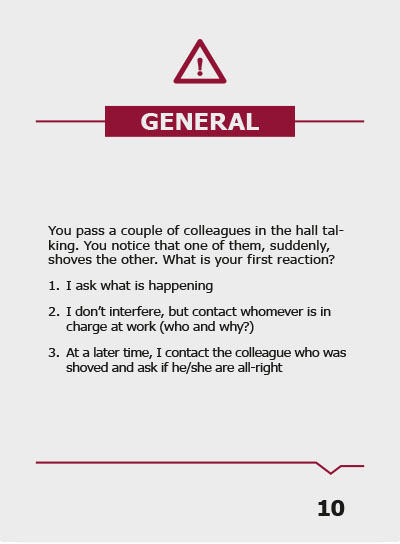 GENERAL
You pass a couple of colleagues in the hall tal-
king. You notice that one of them, suddenly,
shoves the other. What is your first reaction?
1. I ask what is happening
2. I don’t interfere, but contact whomever is in
charge at work (who and why?)
3. At a later time, I contact the colleague who was
shoved and ask if he/she are all-right
10